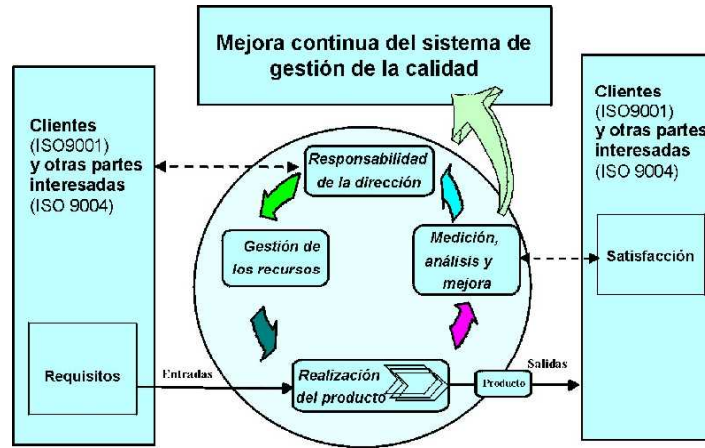 Mejora continua del sistema de
gestión de la calidad
Clientes
(ISO9001)
y otras partes
interesadas
(ISO 9004)
Requisitos
Entradas
Responsabilidad
de la dirección
Gestión de
los recursos
Medición,
análisis y
mejora
Realización
del producto
Producto
Salidas
Clientes
(ISO9001)
y otras partes
interesadas
(ISO 9004)
Satisfacción